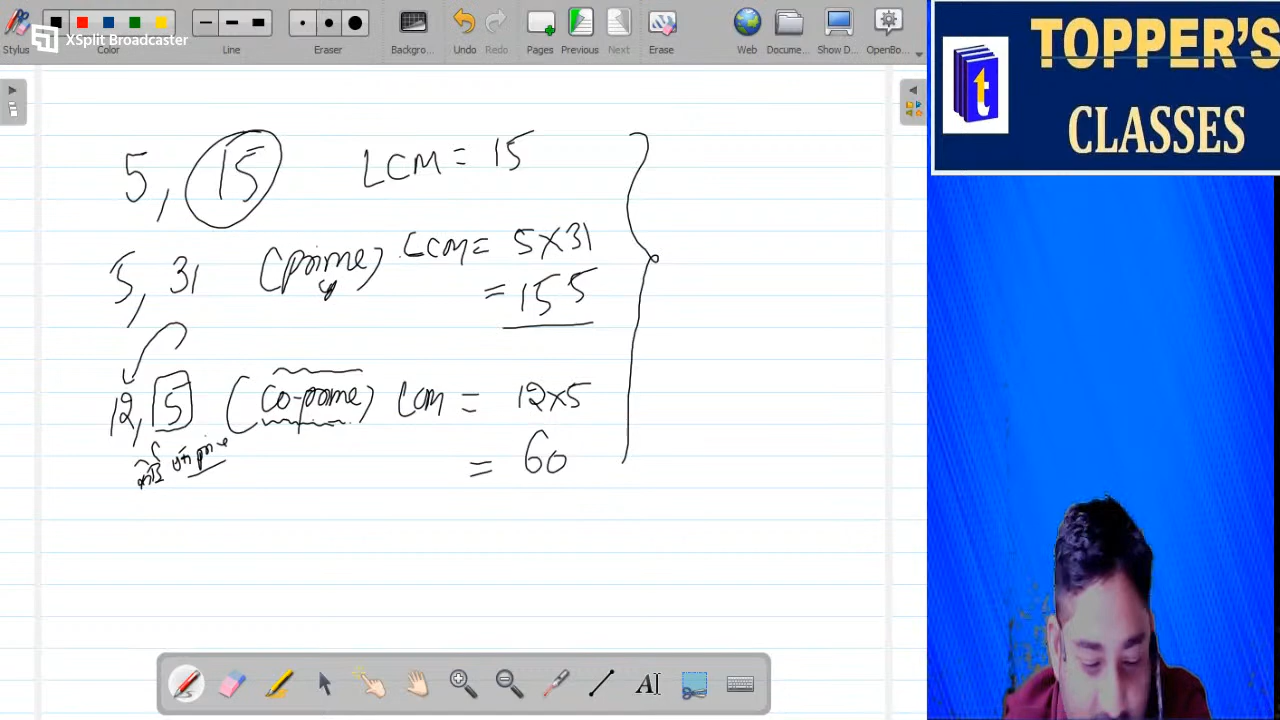 XSplit Broadcaster
Stylus Color Line Eraser Backgro... Undo Redo Pages Previous Next Erase Web Docume... Show D... OpenBo...
TOPPER'S
CLASSES
t
5, 15 LCM = 15
5, 31 (prime) LCM = 5×31
= 155
12, 5 (co-prime) LCM = 12×5
= 60